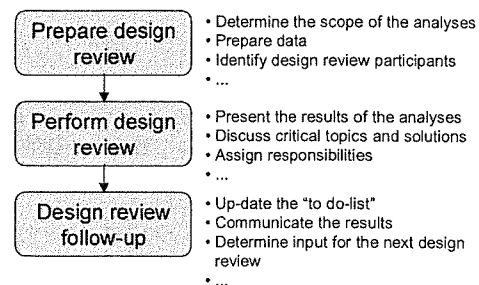 Prepare design
review
• Determine the scope of the analyses
• Prepare data
• Identify design review participants
• ...
Perform design
review
• Present the results of the analyses
• Discuss critical topics and solutions
• Assign responsibilities
• ...
Design review
follow-up
• Up-date the “to do-list”
• Communicate the results
• Determine input for the next design
review
• ...